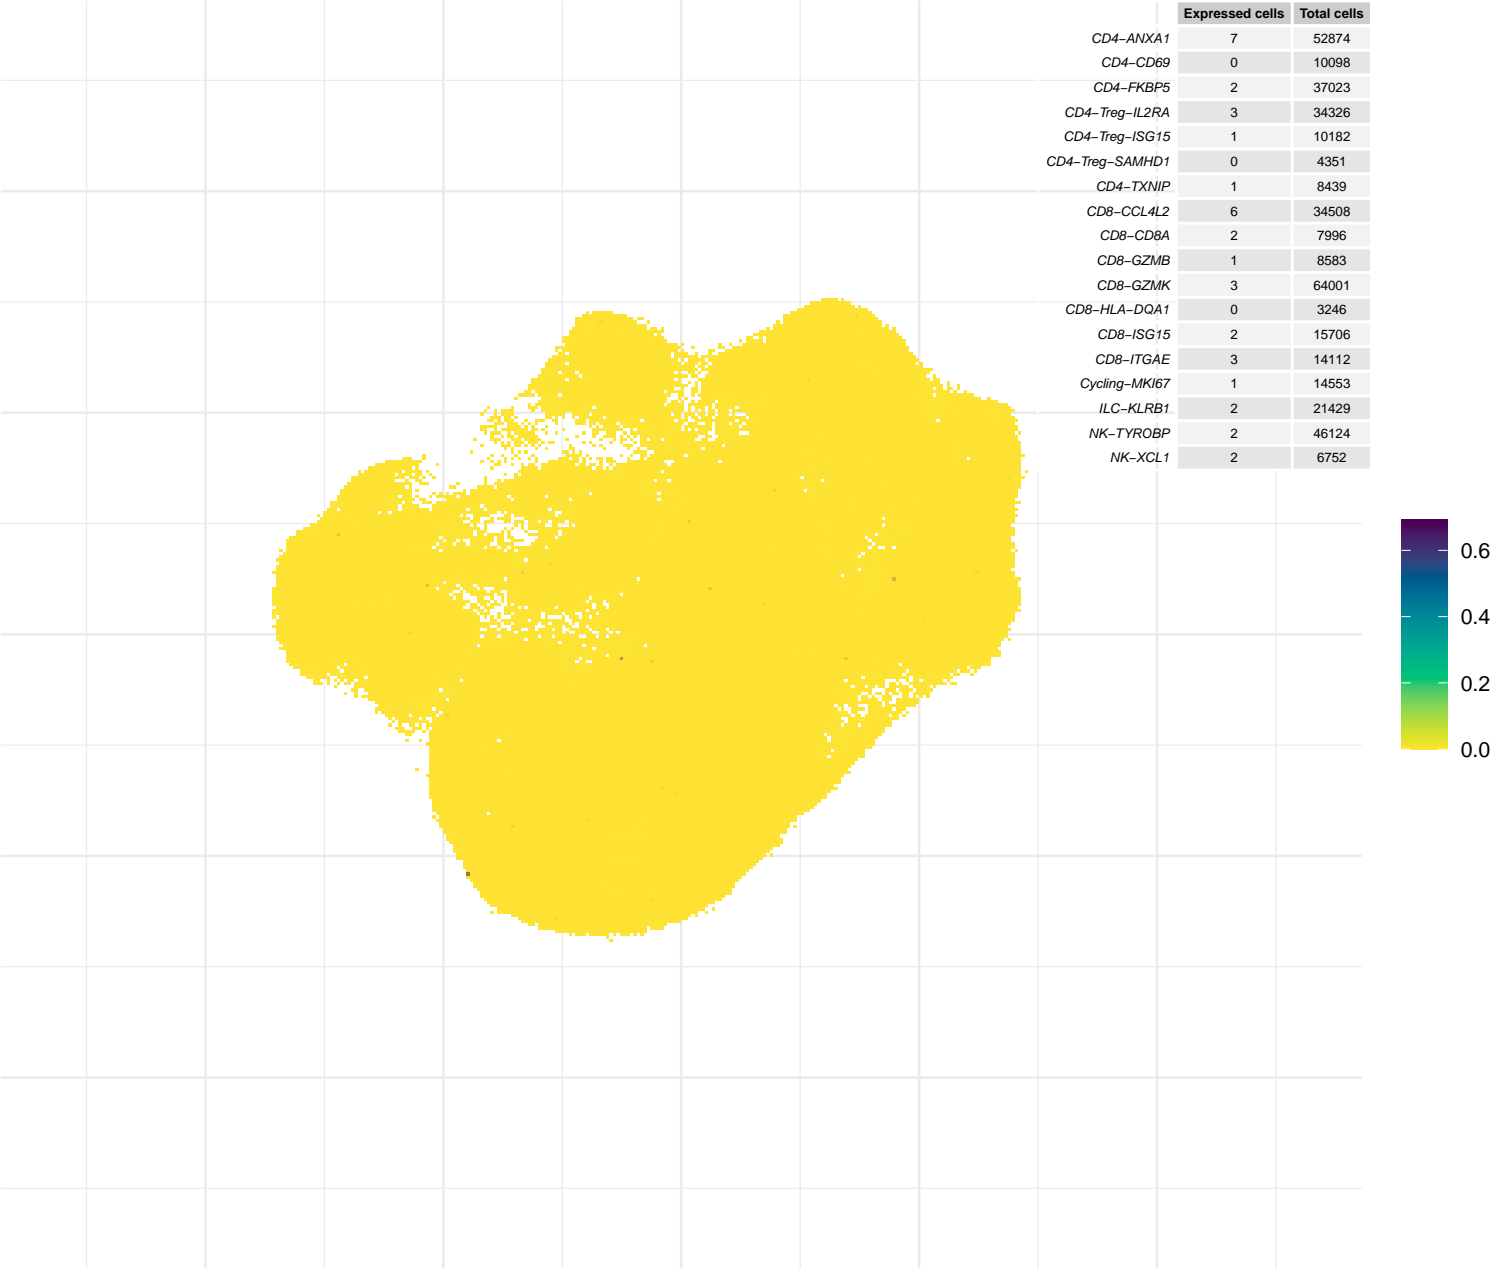 Expressed cells Total cells
CD4−ANXA1 7 52874
CD4−CD69 0 10098
CD4−FKBP5 2 37023
CD4−Treg−IL2RA 3 34326
CD4−Treg−ISG15 1 10182
CD4−Treg−SAMHD1 0 4351
CD4−TXNIP 1 8439
CD8−CCL4L2 6 34508
CD8−CD8A 2 7996
CD8−GZMB 1 8583
CD8−GZMK 3 64001
CD8−HLA−DQA1 0 3246
CD8−ISG15 2 15706
CD8−ITGAE 3 14112
Cycling−MKI67 1 14553
ILC−KLRB1 2 21429
NK−TYROBP 2 46124
NK−XCL1 2 6752
0.6
0.4
0.2
0.0